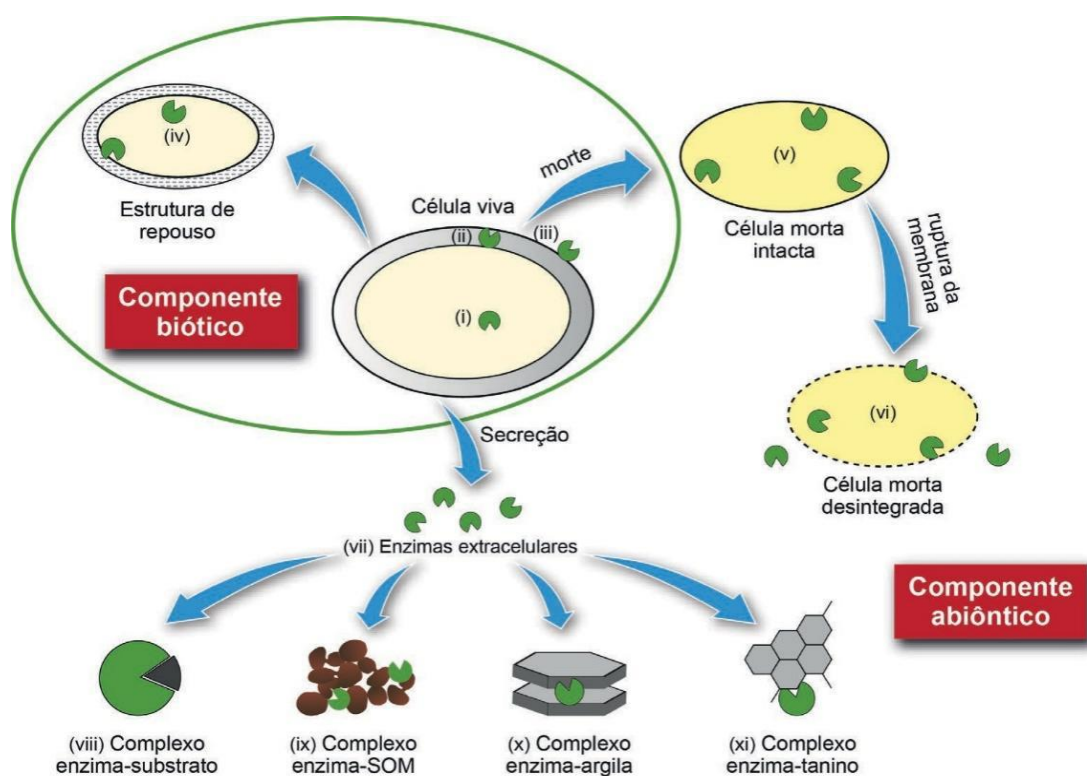 (iv)
Estrutura de
repouso
Componente
biótico
Célula viva
(ii)
(iii)
(i)
morte
(v)
Célula morta
intacta
ruptura da
membrana
(vi)
Célula morta
desintegrada
Secreção
(vii) Enzimas extracelulares
Componente
abiôntico
(viii) Complexo
enzima-substrato
(ix) Complexo
enzima-SOM
(x) Complexo
enzima-argila
(xi) Complexo
enzima-tanino